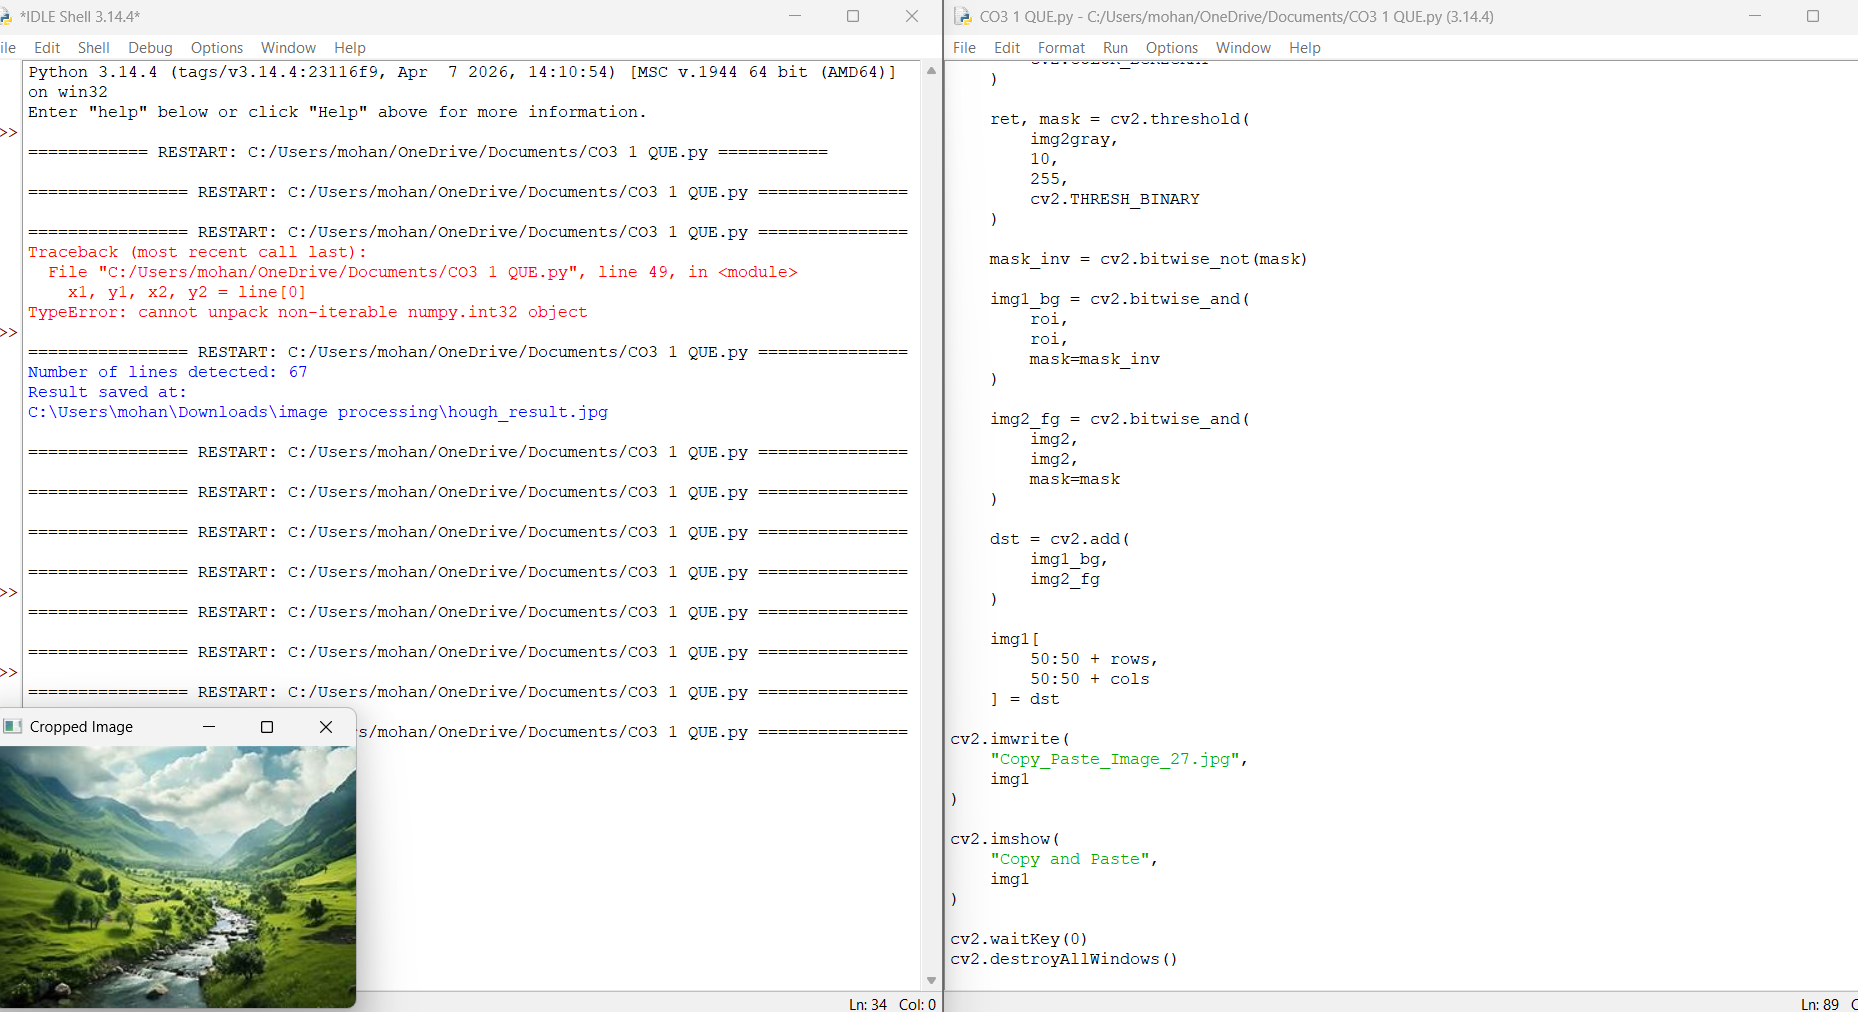 *IDLE Shell 3.14.4*
ile Edit Shell Debug Options Window Help
Python 3.14.4 (tags/v3.14.4:23116f9, Apr  7 2026, 14:10:54) [MSC v.1944 64 bit (AMD64)]
on win32
Enter "help" below or click "Help" above for more information.
>>
============ RESTART: C:/Users/mohan/OneDrive/Documents/CO3 1 QUE.py ===========
================ RESTART: C:/Users/mohan/OneDrive/Documents/CO3 1 QUE.py ===============
================ RESTART: C:/Users/mohan/OneDrive/Documents/CO3 1 QUE.py ===============
Traceback (most recent call last):
  File "C:/Users/mohan/OneDrive/Documents/CO3 1 QUE.py", line 49, in <module>
    x1, y1, x2, y2 = line[0]
TypeError: cannot unpack non-iterable numpy.int32 object
>>
================ RESTART: C:/Users/mohan/OneDrive/Documents/CO3 1 QUE.py ===============
Number of lines detected: 67
Result saved at:
C:\Users\mohan\Downloads\image processing\hough_result.jpg
================ RESTART: C:/Users/mohan/OneDrive/Documents/CO3 1 QUE.py ===============
================ RESTART: C:/Users/mohan/OneDrive/Documents/CO3 1 QUE.py ===============
================ RESTART: C:/Users/mohan/OneDrive/Documents/CO3 1 QUE.py ===============
================ RESTART: C:/Users/mohan/OneDrive/Documents/CO3 1 QUE.py ===============
>>
================ RESTART: C:/Users/mohan/OneDrive/Documents/CO3 1 QUE.py ===============
================ RESTART: C:/Users/mohan/OneDrive/Documents/CO3 1 QUE.py ===============
>>
================ RESTART: C:/Users/mohan/OneDrive/Documents/CO3 1 QUE.py ===============
s/mohan/OneDrive/Documents/CO3 1 QUE.py ===============
Cropped Image
Ln: 34 Col: 0
CO3 1 QUE.py - C:/Users/mohan/OneDrive/Documents/CO3 1 QUE.py (3.14.4)
File Edit Format Run Options Window Help
    )
    ret, mask = cv2.threshold(
        img2gray,
        10,
        255,
        cv2.THRESH_BINARY
    )
    mask_inv = cv2.bitwise_not(mask)
    img1_bg = cv2.bitwise_and(
        roi,
        roi,
        mask=mask_inv
    )
    img2_fg = cv2.bitwise_and(
        img2,
        img2,
        mask=mask
    )
    dst = cv2.add(
        img1_bg,
        img2_fg
    )
    img1[
        50:50 + rows,
        50:50 + cols
    ] = dst
cv2.imwrite(
    "Copy_Paste_Image_27.jpg",
    img1
)
cv2.imshow(
    "Copy and Paste",
    img1
)
cv2.waitKey(0)
cv2.destroyAllWindows()
Ln: 89